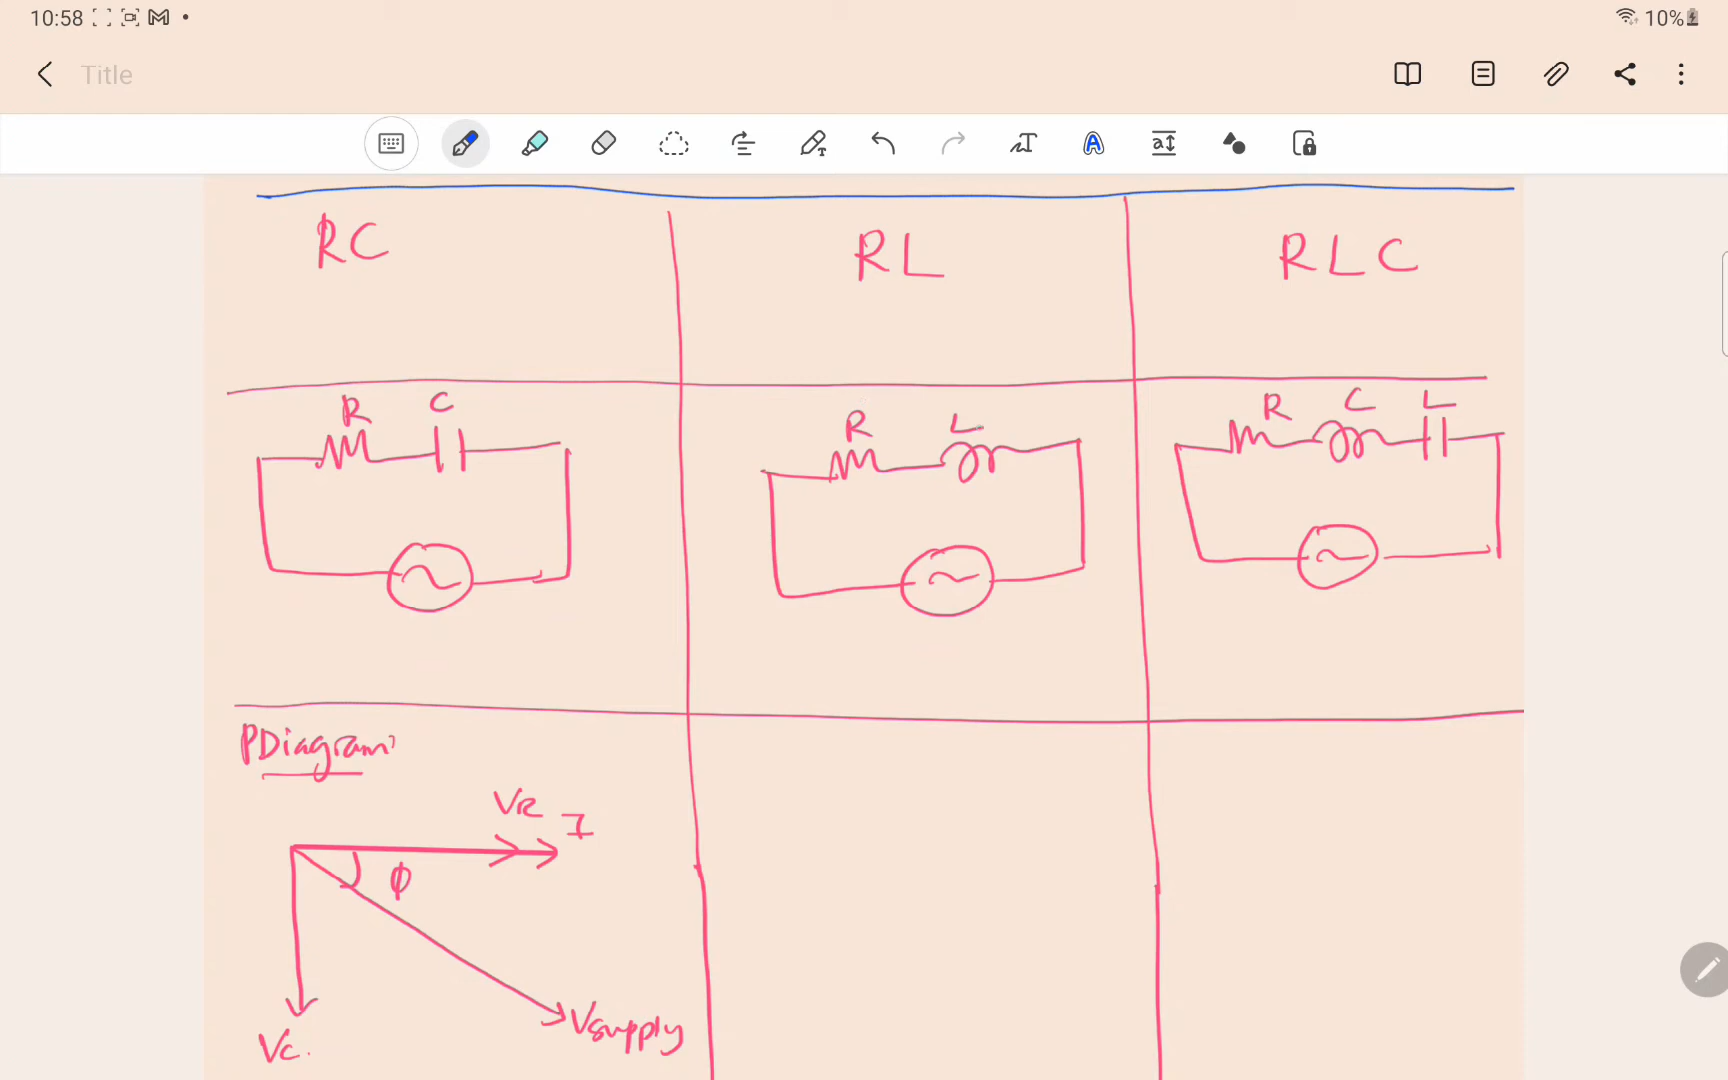 10:58
10%
Title
RC
RL
RLC
R C
R L
R C L
PDiagram
VR I
φ
Vsupply
Vc.